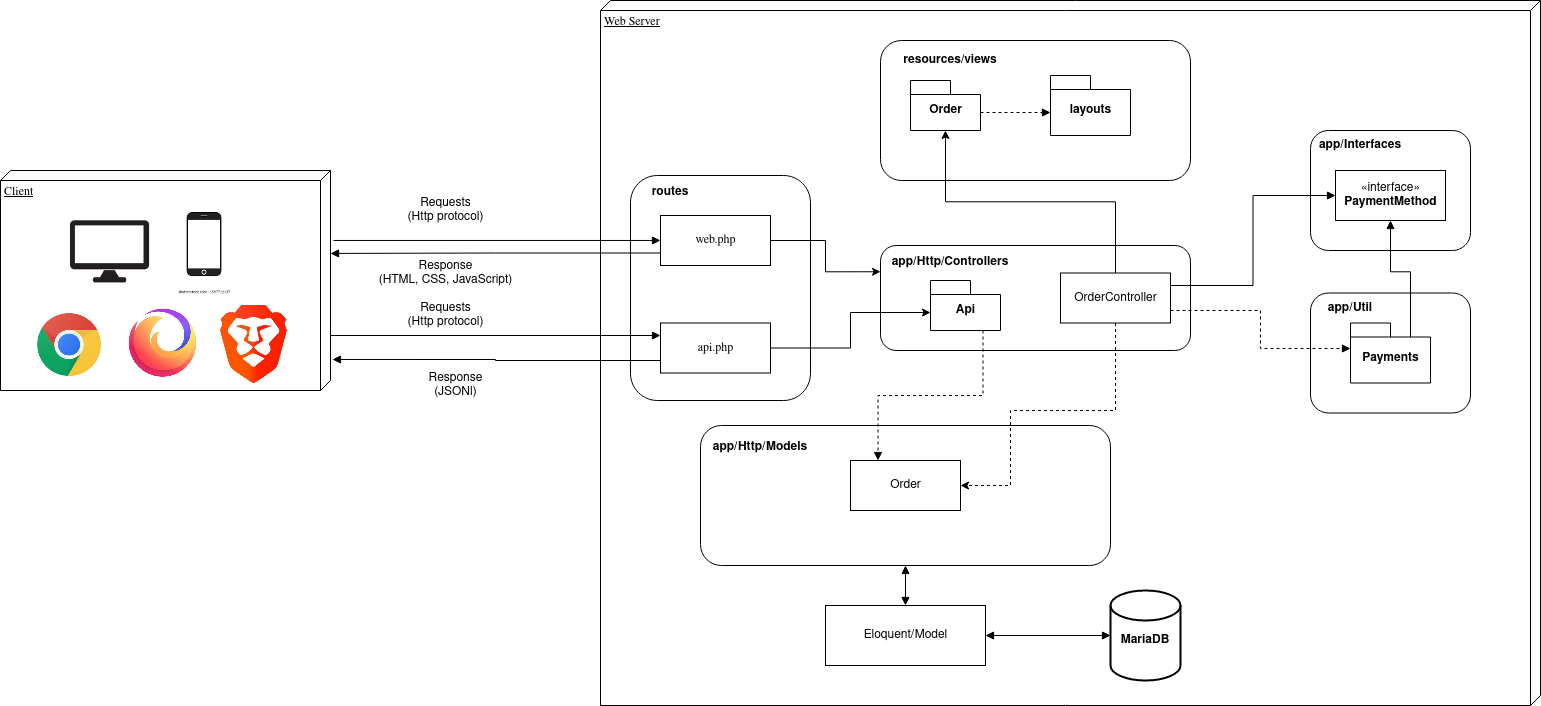 Web Server
resources/views
Order
layouts
app/Interfaces
«interface»
PaymentMethod
Client
routes
Requests
(Http protocol)
web.php
Response
(HTML, CSS, JavaScript)
app/Http/Controllers
Api
OrderController
Requests
(Http protocol)
api.php
app/Util
Payments
Response
(JSONl)
app/Http/Models
Order
Eloquent/Model
MariaDB